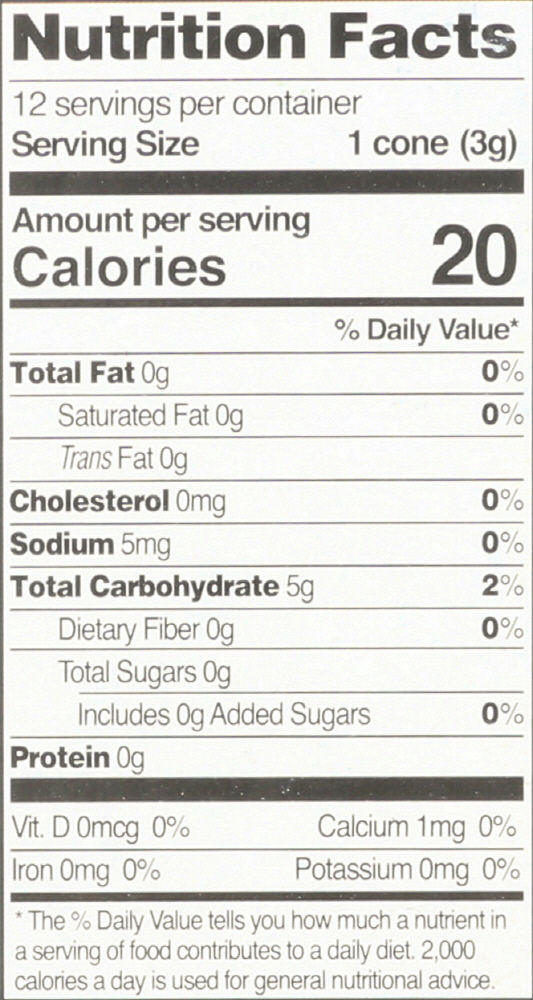 Nutrition Facts
12 servings per container
Serving Size 1 cone (3g)
Amount per serving
Calories 20
% Daily Value*
Total Fat 0g 0%
Saturated Fat 0g 0%
Trans Fat 0g
Cholesterol 0mg 0%
Sodium 5mg 0%
Total Carbohydrate 5g 2%
Dietary Fiber 0g 0%
Total Sugars 0g
Includes 0g Added Sugars 0%
Protein 0g
Vit. D 0mcg 0% Calcium 1mg 0%
Iron 0mg 0% Potassium 0mg 0%
* The % Daily Value tells you how much a nutrient in
a serving of food contributes to a daily diet. 2,000
calories a day is used for general nutritional advice.